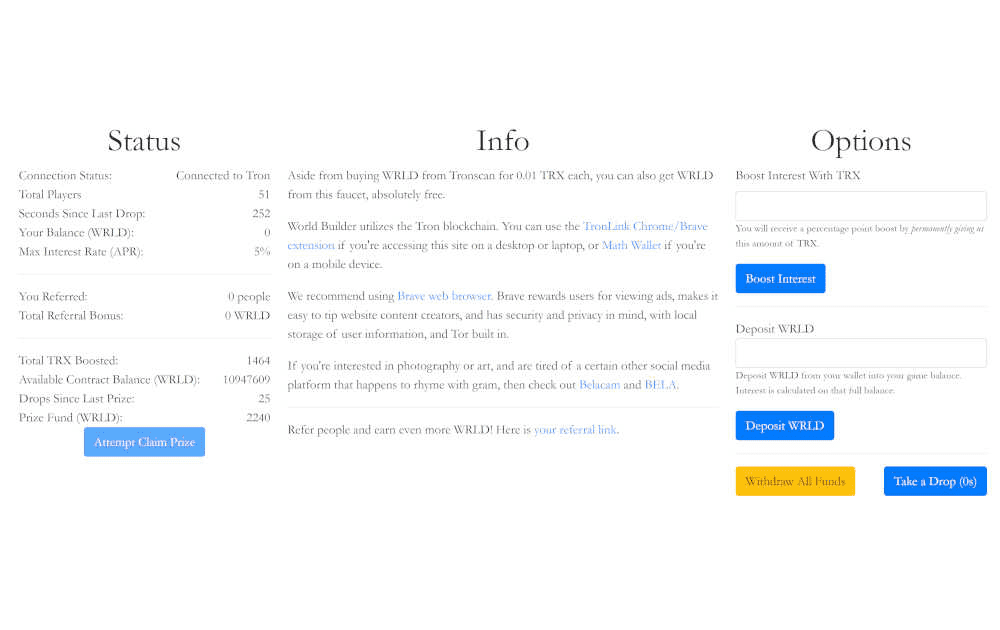 Status
Connection Status: Connected to Tron
Total Players 51
Seconds Since Last Drop: 252
Your Balance (WRLD): 0
Max Interest Rate (APR): 5%
You Referred: 0 people
Total Referral Bonus: 0 WRLD
Total TRX Boosted: 1464
Available Contract Balance (WRLD): 10947609
Drops Since Last Prize: 25
Prize Fund (WRLD): 2240
Attempt Claim Prize
Info
Aside from buying WRLD from Tronscan for 0.01 TRX each, you can also get WRLD
from this faucet, absolutely free.
World Builder utilizes the Tron blockchain. You can use the TronLink Chrome/Brave
extension if you're accessing this site on a desktop or laptop, or Math Wallet if you're
on a mobile device.
We recommend using Brave web browser. Brave rewards users for viewing ads, makes it
easy to tip website content creators, and has security and privacy in mind, with local
storage of user information, and Tor built in.
If you're interested in photography or art, and are tired of a certain other social media
platform that happens to rhyme with gram, then check out Belacam and BELA.
Refer people and earn even more WRLD! Here is your referral link.
Options
Boost Interest With TRX
You will receive a percentage point boost by permanently giving us
this amount of TRX.
Boost Interest
Deposit WRLD
Deposit WRLD from your wallet into your game balance.
Interest is calculated on that full balance.
Deposit WRLD
Withdraw All Funds
Take a Drop (0s)